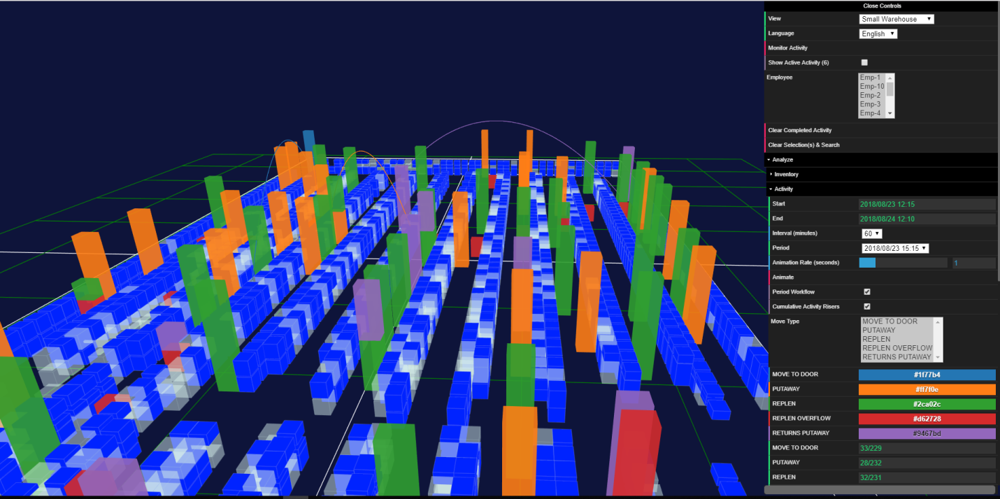 Close Controls
View Small Warehouse
Language English
Monitor Activity
Show Active Activity (6)
Employee
Emp-1
Emp-10
Emp-2
Emp-3
Emp-4
Clear Completed Activity
Clear Selection(s) & Search
Analyze
Inventory
Activity
Start 2018/08/23 12:15
End 2018/08/24 12:10
Interval (minutes) 60
Period 2018/08/23 15:15
Animation Rate (seconds) 1
Animate
Period Workflow
Cumulative Activity Risers
Move Type
MOVE TO DOOR
PUTAWAY
REPLEN
REPLEN OVERFLOW
RETURNS PUTAWAY
MOVE TO DOOR #1f77b4
PUTAWAY #ff7f0e
REPLEN #2ca02c
REPLEN OVERFLOW #d62728
RETURNS PUTAWAY #9467bd
MOVE TO DOOR 33/229
PUTAWAY 28/232
REPLEN 32/231